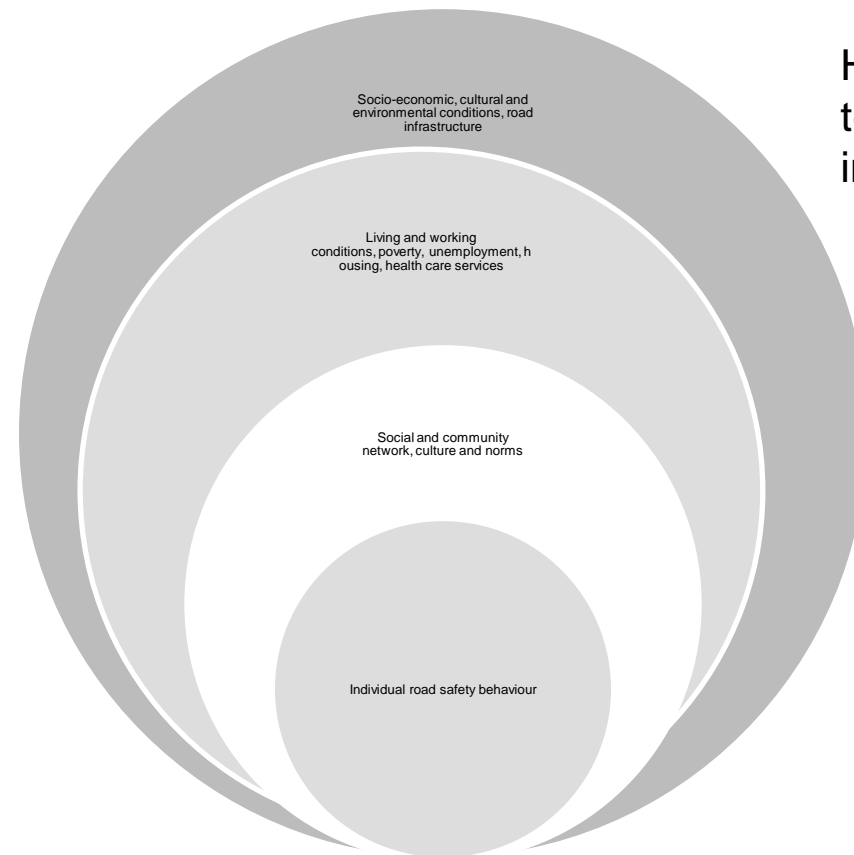 Socio-economic, cultural and
environmental conditions, road
infrastructure
Living and working
conditions, poverty, unemployment, h
ousing, health care services
Social and community
network, culture and norms
Individual road safety behaviour